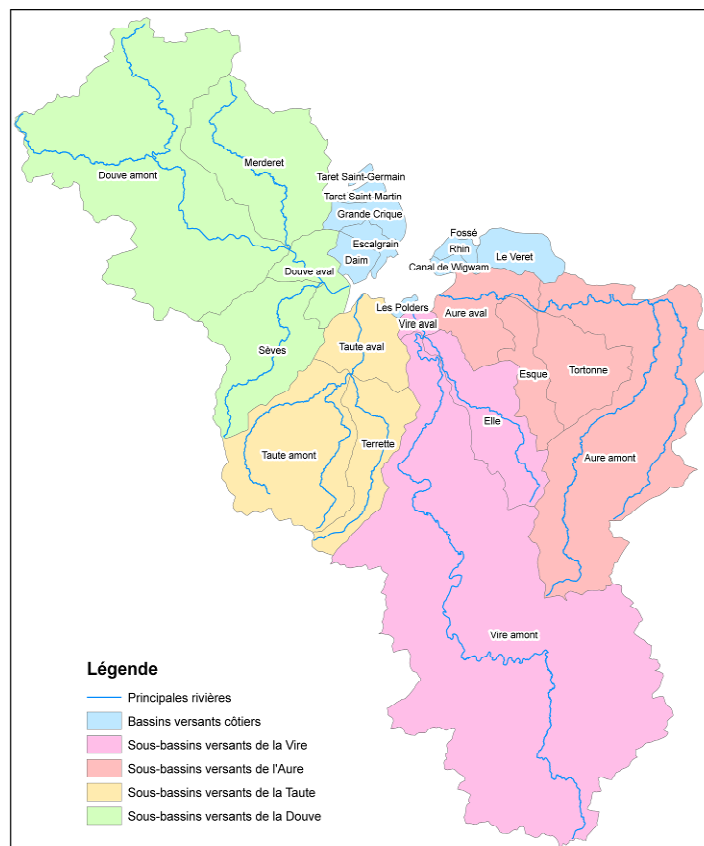 Merderet
Douve amont
Taret Saint-Germain
Taret Saint-Martin
Grande Crique
Escalgrain
Daim
Fossé
Rhin
Le Veret
Canal de Wigwam
Douve aval
Les Polders
Aure aval
Vire aval
Taute aval
Sèves
Esque
Tortonne
Elle
Terrette
Taute amont
Aure amont
Vire amont
Légende
Principales rivières
Bassins versants côtiers
Sous-bassins versants de la Vire
Sous-bassins versants de l'Aure
Sous-bassins versants de la Taute
Sous-bassins versants de la Douve